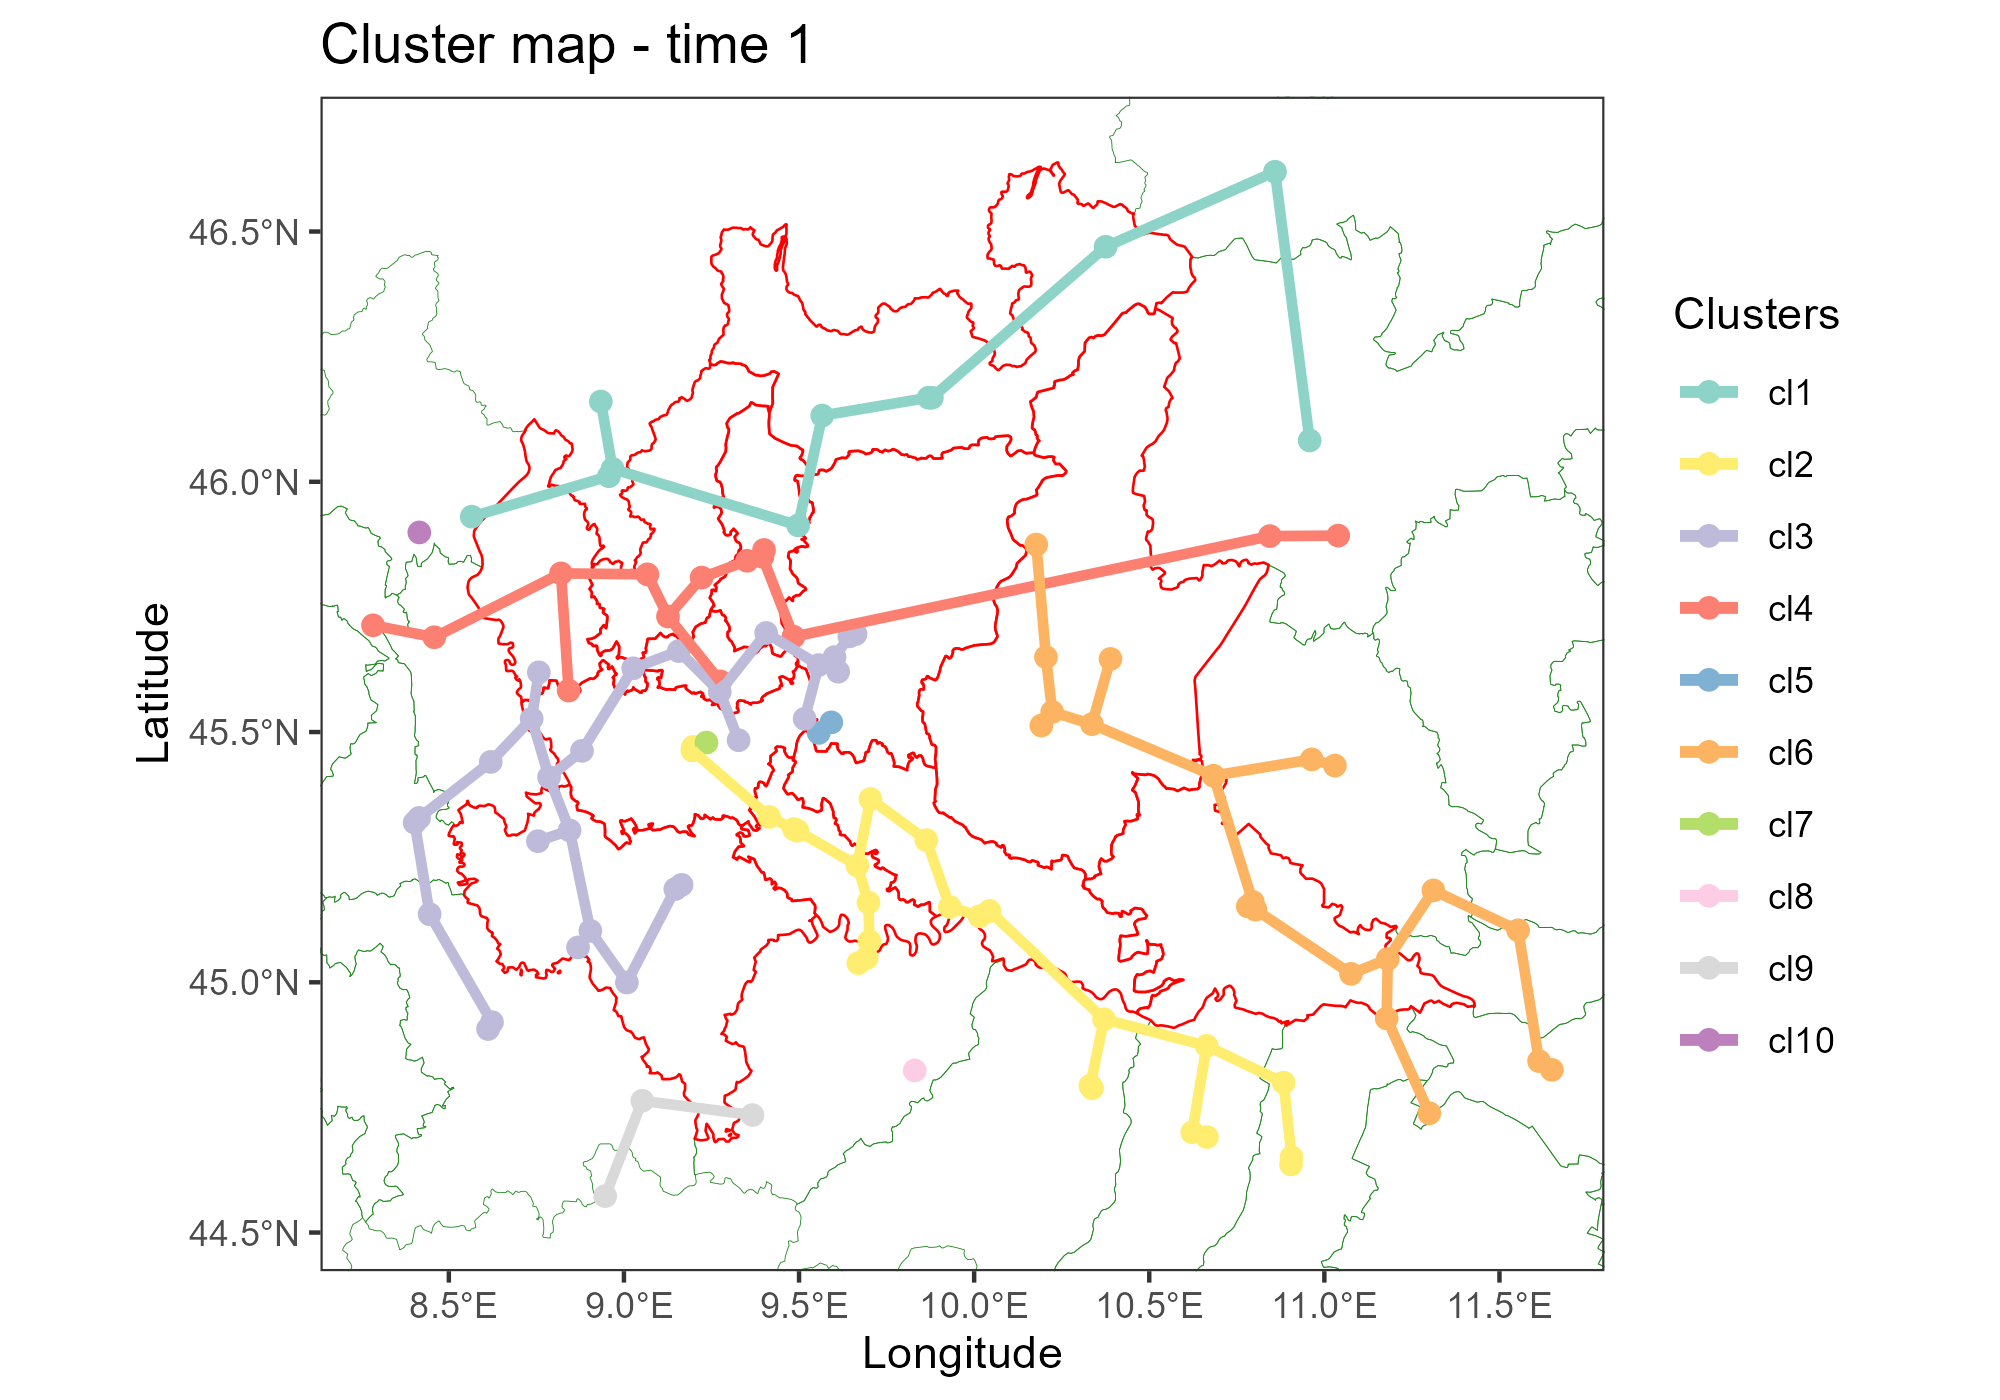 Cluster map - time 1
46.5°N
46.0°N
45.5°N
45.0°N
44.5°N
Latitude
8.5°E
9.0°E
9.5°E
10.0°E
10.5°E
11.0°E
11.5°E
Longitude
Clusters
cl1
cl2
cl3
cl4
cl5
cl6
cl7
cl8
cl9
cl10